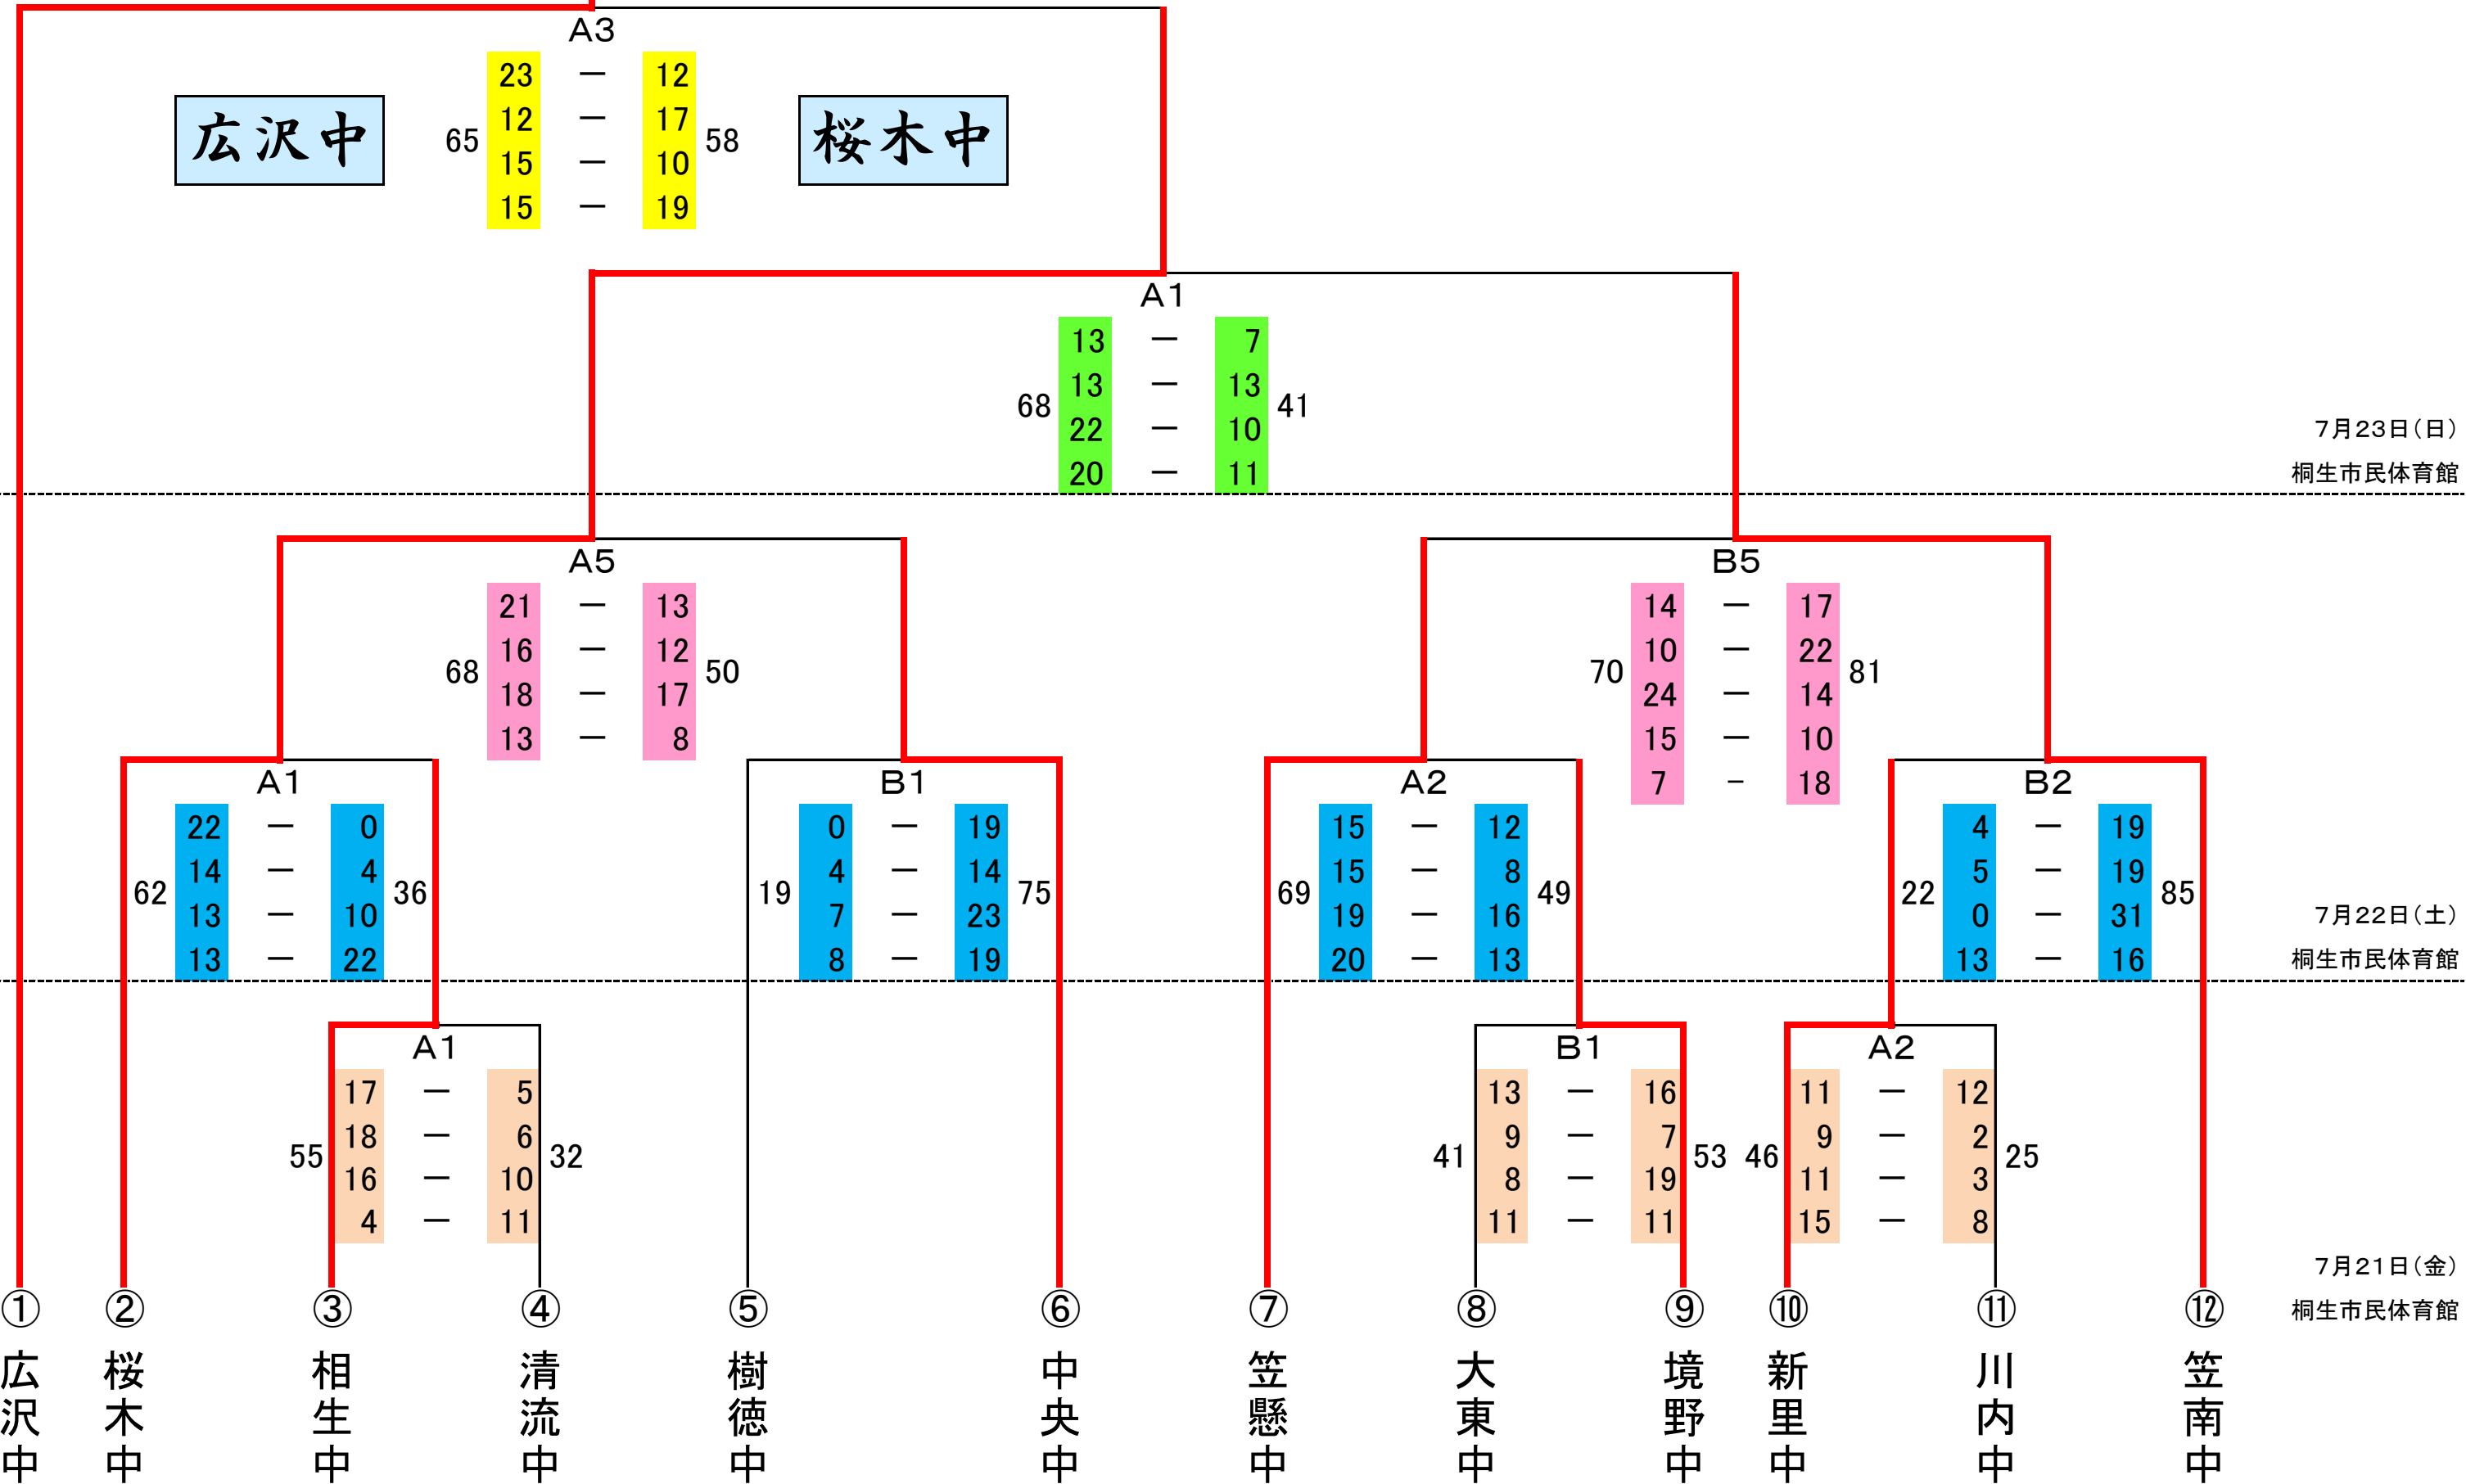 A3
23 ー 12
広沢中 65 12 ー 17 58 桜木中
15 ー 10
15 ー 19
A1
13 ー 7
68 13 ー 13 41
22 ー 10
20 ー 11
7月23日(日)
桐生市民体育館
A5 B5
21 ー 13 14 ー 17
68 16 ー 12 50 70 10 ー 22 81
18 ー 17 24 ー 14
13 ー 8 15 ー 10
7 - 18
A1 B1 A2 B2
22 ー 0 0 ー 19 15 ー 12 4 ー 19
62 14 ー 4 36 19 4 ー 14 75 69 15 ー 8 49 22 5 ー 19 85
13 ー 10 7 ー 23 19 ー 16 0 ー 31
13 ー 22 8 ー 19 20 ー 13 13 ー 16
7月22日(土)
桐生市民体育館
A1 B1 A2
17 ー 5 13 ー 16 11 ー 12
55 18 ー 6 32 41 9 ー 7 53 46 9 ー 2 25
16 ー 10 8 ー 19 11 ー 3
4 ー 11 11 ー 11 15 ー 8
7月21日(金)
桐生市民体育館
① ② ③ ④ ⑤ ⑥ ⑦ ⑧ ⑨ ⑩ ⑪ ⑫
広沢中
桜木中
相生中
清流中
樹徳中
中央中
笠懸中
大東中
境野中
新里中
川内中
笠南中